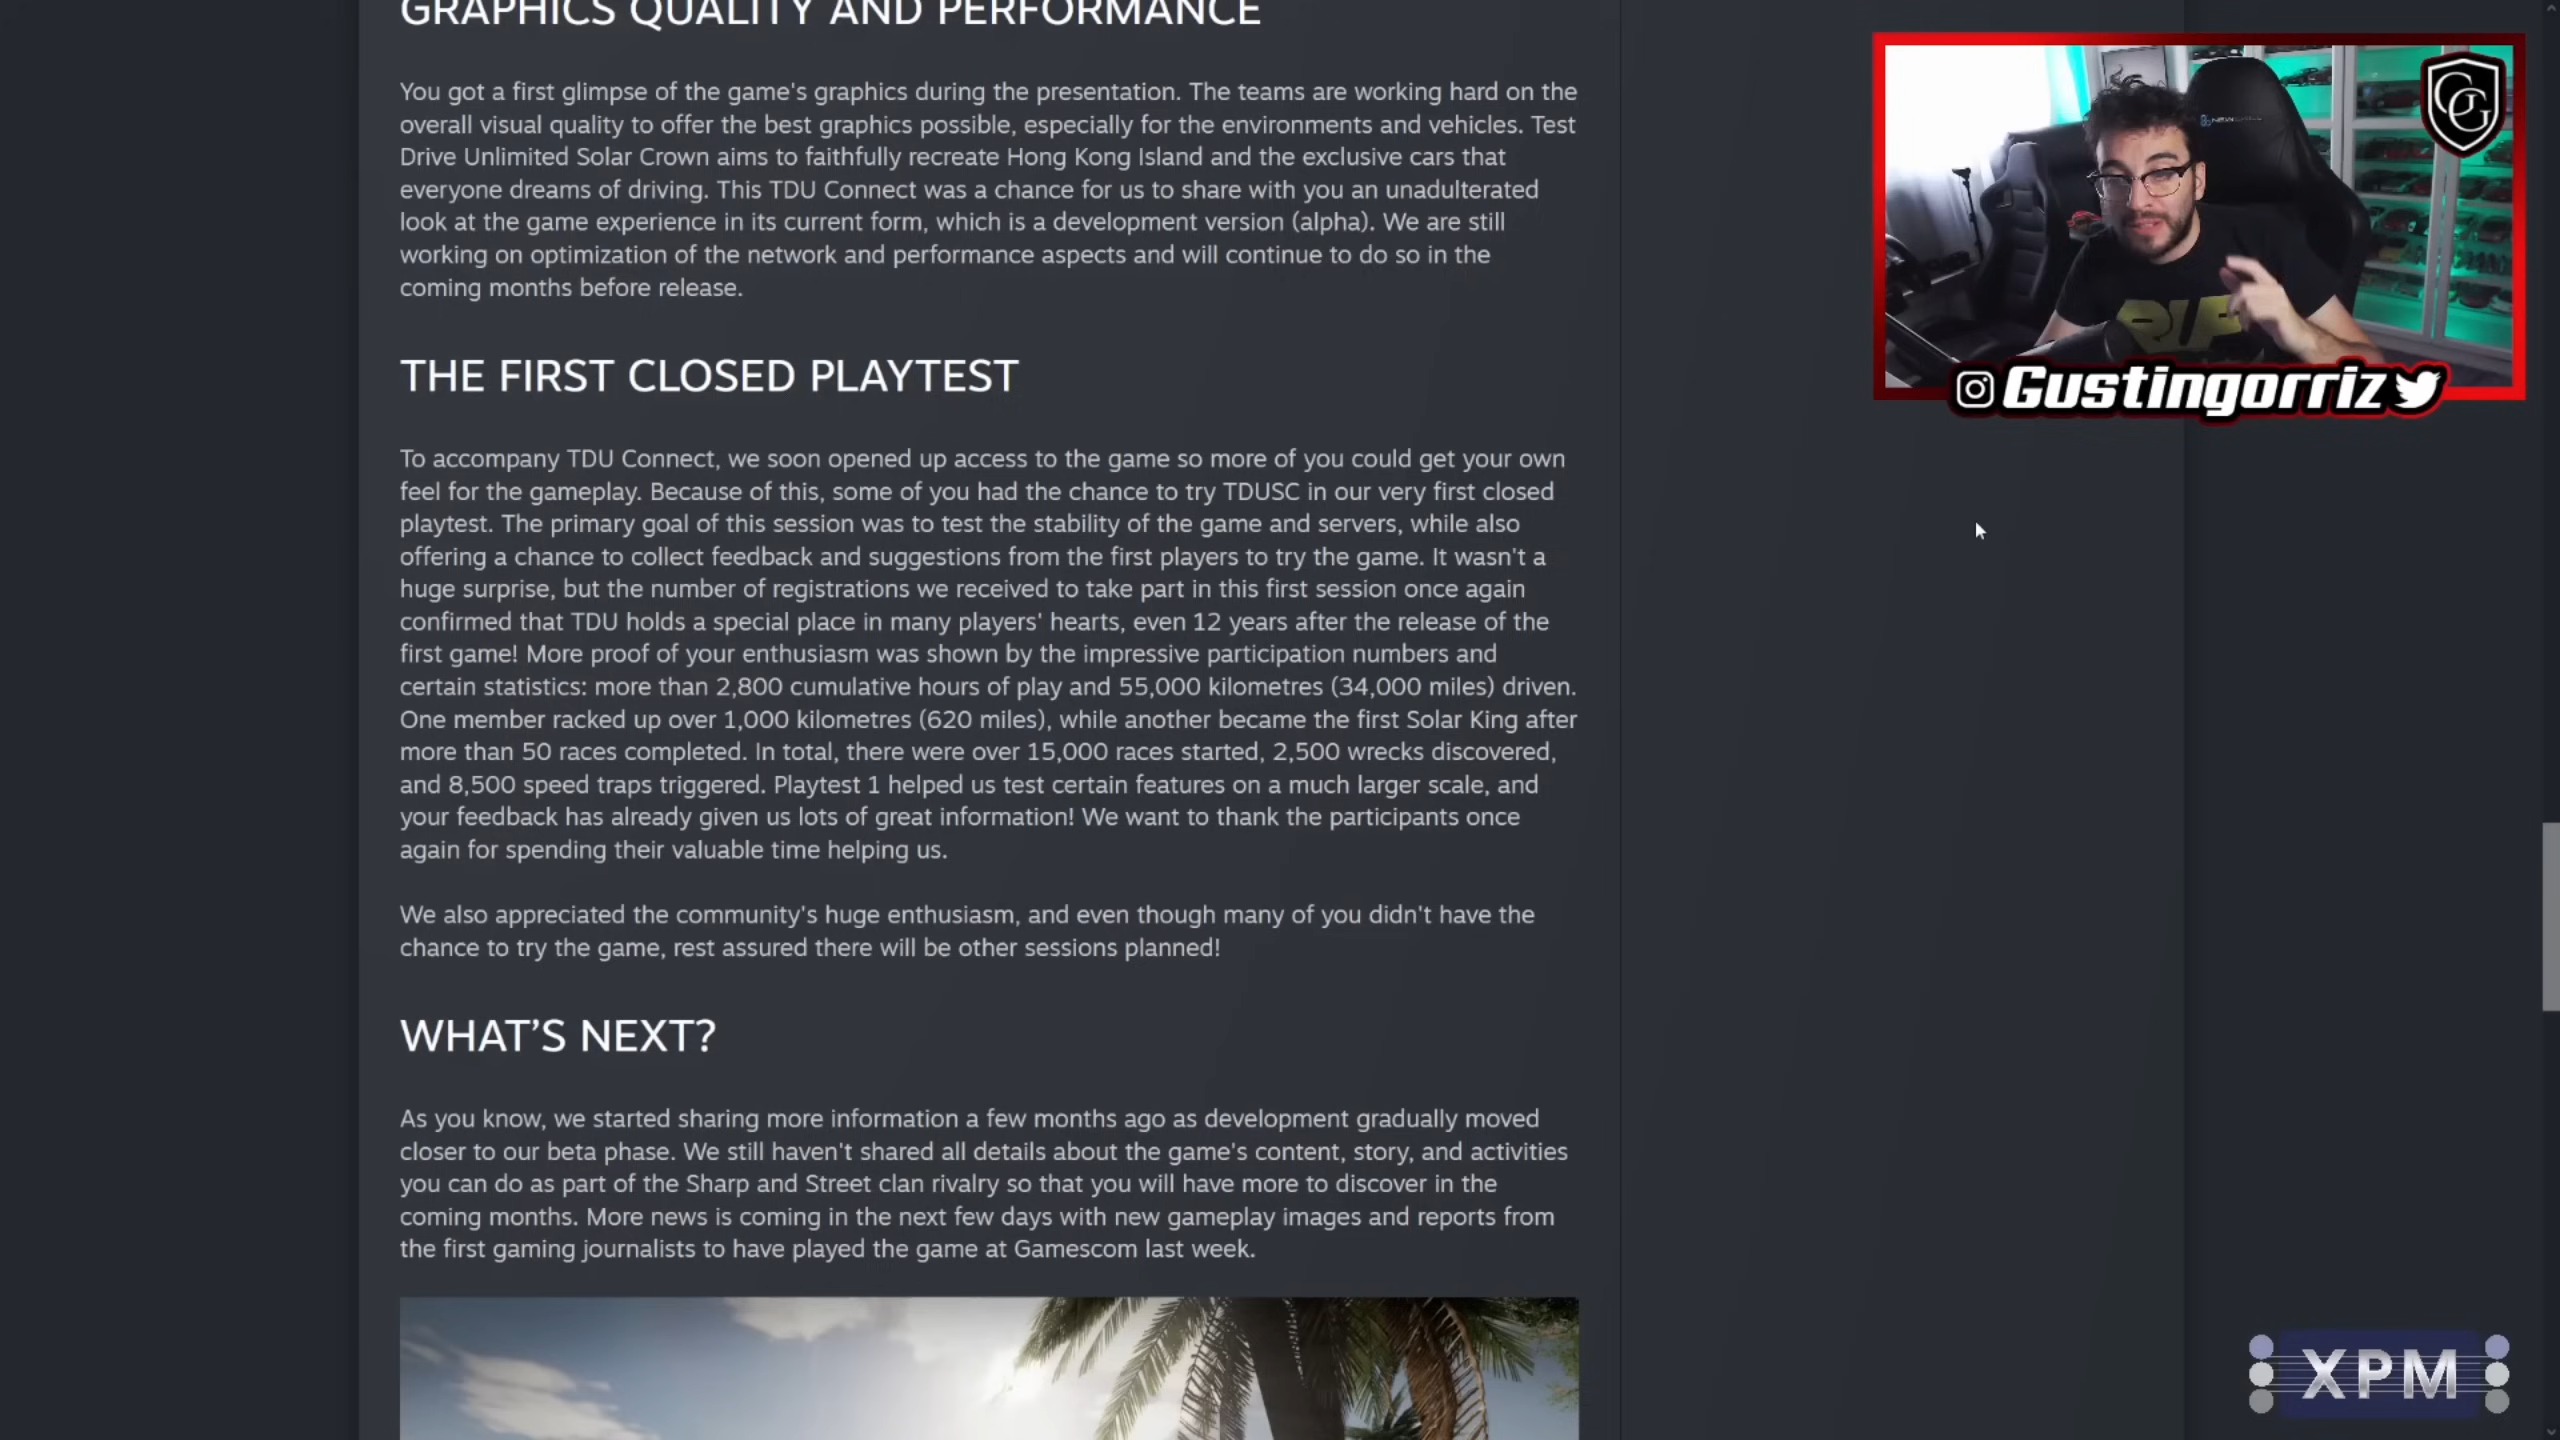 GRAPHICS QUALITY AND PERFORMANCE
You got a first glimpse of the game's graphics during the presentation. The teams are working hard on the
overall visual quality to offer the best graphics possible, especially for the environments and vehicles. Test
Drive Unlimited Solar Crown aims to faithfully recreate Hong Kong Island and the exclusive cars that
everyone dreams of driving. This TDU Connect was a chance for us to share with you an unadulterated
look at the game experience in its current form, which is a development version (alpha). We are still
working on optimization of the network and performance aspects and will continue to do so in the
coming months before release.
THE FIRST CLOSED PLAYTEST
To accompany TDU Connect, we soon opened up access to the game so more of you could get your own
feel for the gameplay. Because of this, some of you had the chance to try TDUSC in our very first closed
playtest. The primary goal of this session was to test the stability of the game and servers, while also
offering a chance to collect feedback and suggestions from the first players to try the game. It wasn't a
huge surprise, but the number of registrations we received to take part in this first session once again
confirmed that TDU holds a special place in many players' hearts, even 12 years after the release of the
first game! More proof of your enthusiasm was shown by the impressive participation numbers and
certain statistics: more than 2,800 cumulative hours of play and 55,000 kilometres (34,000 miles) driven.
One member racked up over 1,000 kilometres (620 miles), while another became the first Solar King after
more than 50 races completed. In total, there were over 15,000 races started, 2,500 wrecks discovered,
and 8,500 speed traps triggered. Playtest 1 helped us test certain features on a much larger scale, and
your feedback has already given us lots of great information! We want to thank the participants once
again for spending their valuable time helping us.
We also appreciated the community's huge enthusiasm, and even though many of you didn't have the
chance to try the game, rest assured there will be other sessions planned!
WHAT'S NEXT?
As you know, we started sharing more information a few months ago as development gradually moved
closer to our beta phase. We still haven't shared all details about the game's content, story, and activities
you can do as part of the Sharp and Street clan rivalry so that you will have more to discover in the
coming months. More news is coming in the next few days with new gameplay images and reports from
the first gaming journalists to have played the game at Gamescom last week.
GG
Gustingorriz
XPM